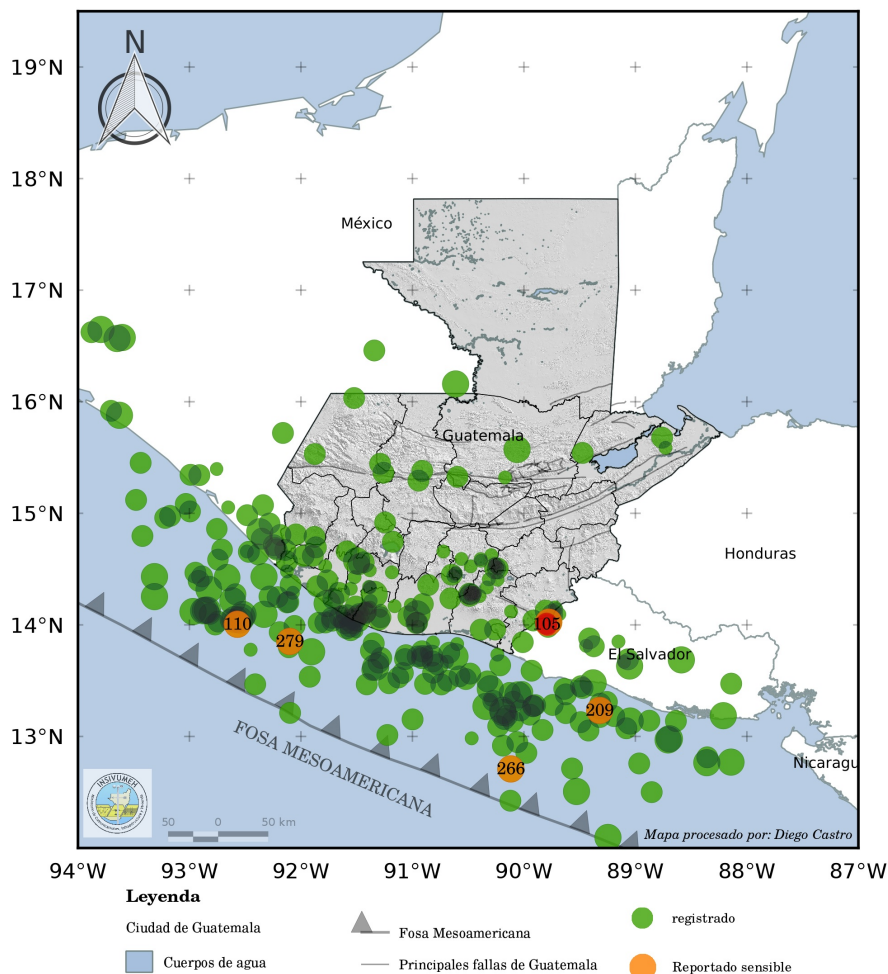 19°N
N
18°N
México
17°N
16°N
Guatemala
15°N
Honduras
14°N
110
105
279
El Salvador
209
13°N
FOSA MESOAMERICANA
266
Nicaragu
INSIVUMEH
50 0 50 km
Mapa procesado por: Diego Castro
94°W 93°W 92°W 91°W 90°W 89°W 88°W 87°W
Leyenda
Ciudad de Guatemala
Fosa Mesoamericana
registrado
Cuerpos de agua
Principales fallas de Guatemala
Reportado sensible